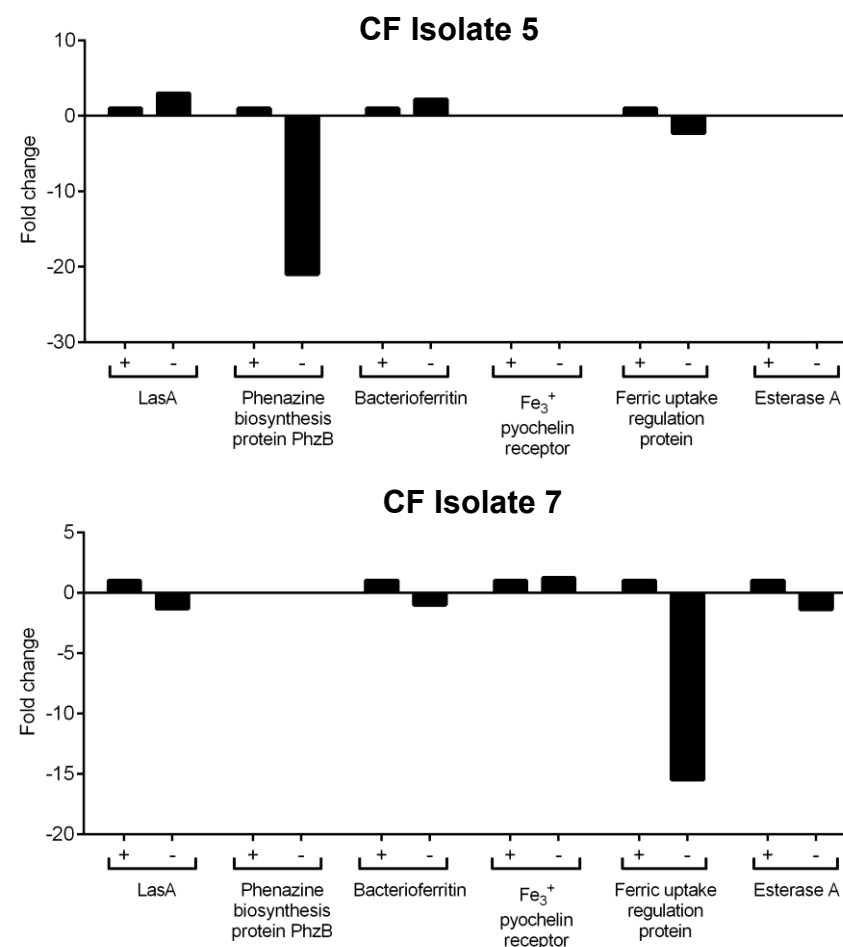 CF Isolate 5
Fold change
10
0
-10
-20
-30
+ - + - + - + - + - + -
LasA
Phenazine
biosynthesis
protein PhzB
Bacterioferritin
Fe3+
pyochelin
receptor
Ferric uptake
regulation
protein
Esterase A
CF Isolate 7
Fold change
5
0
-5
-10
-15
-20
+ - + - + - + - + - + -
LasA
Phenazine
biosynthesis
protein PhzB
Bacterioferritin
Fe3+
pyochelin
receptor
Ferric uptake
regulation
protein
Esterase A